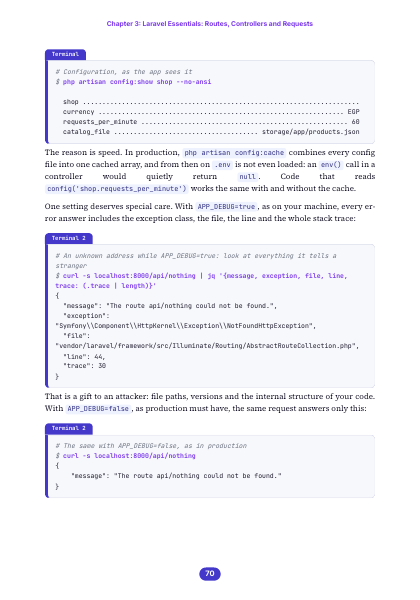 Chapter 3: Laravel Essentials: Routes, Controllers and Requests
Terminal
# Configuration, as the app sees it
$ php artisan config:show shop --no-ansi
shop ......................................................................
currency .............................................................. EGP
requests_per_minute .................................................... 60
catalog_file ............................... storage/app/products.json
The reason is speed. In production, php artisan config:cache combines every config
file into one cached array, and from then on .env is not even loaded: an env() call in a
controller would quietly return null. Code that reads
config('shop.requests_per_minute') works the same with and without the cache.
One setting deserves special care. With APP_DEBUG=true, as on your machine, every er-
ror answer includes the exception class, the file, the line and the whole stack trace:
Terminal 2
# An unknown address while APP_DEBUG=true: look at everything it tells a
stranger
$ curl -s localhost:8000/api/nothing | jq '{message, exception, file, line,
trace: (.trace | length)}'
{
"message": "The route api/nothing could not be found.",
"exception":
"Symfony\\Component\\HttpKernel\\Exception\\NotFoundHttpException",
"file":
"vendor/laravel/framework/src/Illuminate/Routing/AbstractRouteCollection.php",
"line": 44,
"trace": 30
}
That is a gift to an attacker: file paths, versions and the internal structure of your code.
With APP_DEBUG=false, as production must have, the same request answers only this:
Terminal 2
# The same with APP_DEBUG=false, as in production
$ curl -s localhost:8000/api/nothing
{
"message": "The route api/nothing could not be found."
}
70